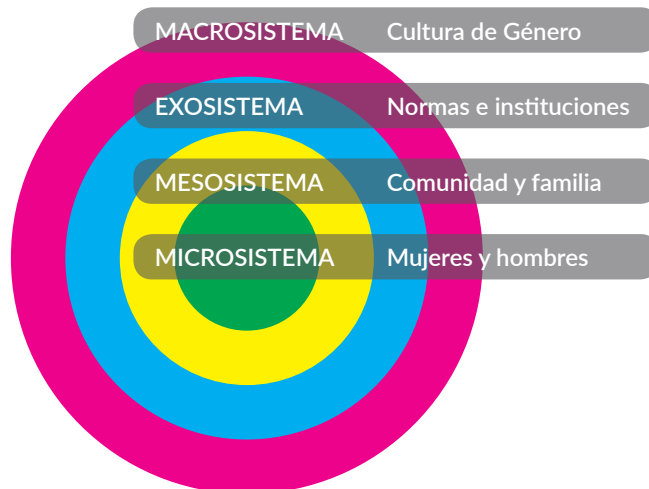 MACROSISTEMA Cultura de Género
EXOSISTEMA Normas e instituciones
MESOSISTEMA Comunidad y familia
MICROSISTEMA Mujeres y hombres